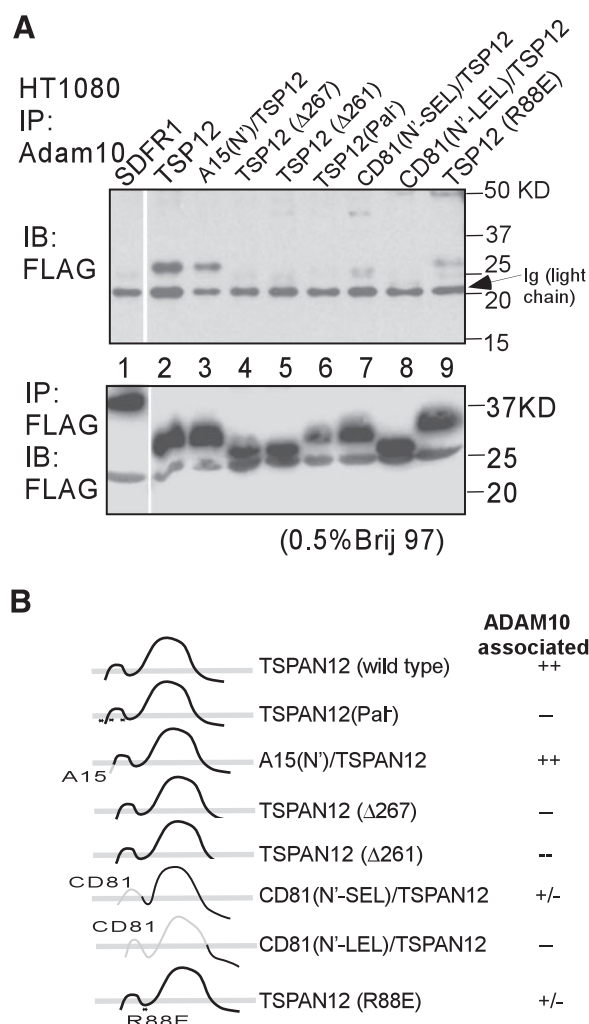 A
HT1080
IP:
Adam10
SDFR1
TSP12
A15(N')/TSP12
TSP12 (Δ267)
TSP12 (Δ261)
TSP12(Pal-)
CD81(N'-SEL)/TSP12
CD81(N'-LEL)/TSP12
TSP12 (R88E)
IB:
FLAG
50 KD
37
25
20
15
Ig (light
chain)
1 2 3 4 5 6 7 8 9
IP:
FLAG
IB:
FLAG
37KD
25
20
(0.5%Brij 97)
B
ADAM10
associated
TSPAN12 (wild type) ++
TSPAN12(Pal-) –
A15 A15(N')/TSPAN12 ++
TSPAN12 (Δ267) –
TSPAN12 (Δ261) --
CD81 CD81(N'-SEL)/TSPAN12 +/-
CD81 CD81(N'-LEL)/TSPAN12 –
TSPAN12 (R88E) +/-
R88E